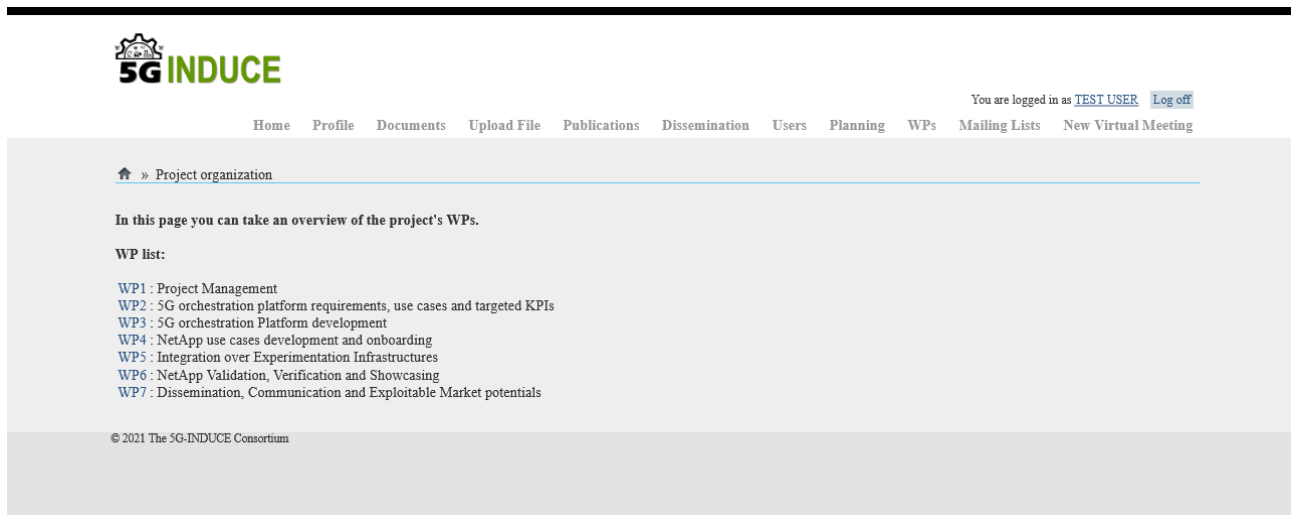 5G INDUCE
You are logged in as TEST USER Log off
Home Profile Documents Upload File Publications Dissemination Users Planning WPs Mailing Lists New Virtual Meeting
» Project organization
In this page you can take an overview of the project's WPs.
WP list:
WP1 : Project Management
WP2 : 5G orchestration platform requirements, use cases and targeted KPIs
WP3 : 5G orchestration Platform development
WP4 : NetApp use cases development and onboarding
WP5 : Integration over Experimentation Infrastructures
WP6 : NetApp Validation, Verification and Showcasing
WP7 : Dissemination, Communication and Exploitable Market potentials
© 2021 The 5G-INDUCE Consortium